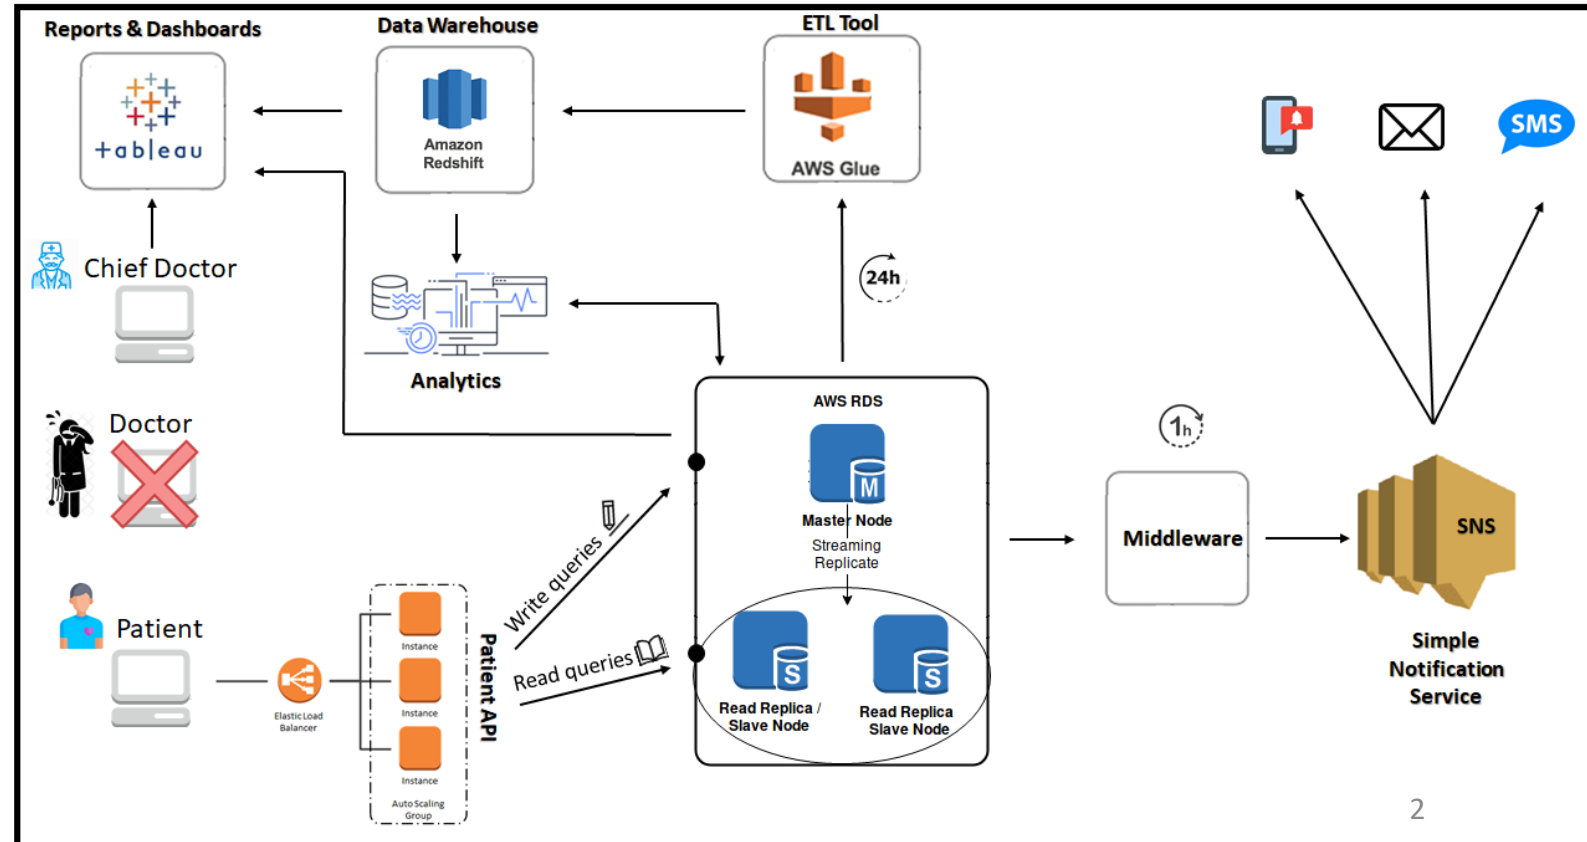 Reports & Dashboards
Data Warehouse
ETL Tool
+ableau
Amazon
Redshift
AWS Glue
SMS
Chief Doctor
24h
Analytics
AWS RDS
Doctor
1h
M
Master Node
Streaming
Replicate
Middleware
SNS
Write queries
Read queries
Patient
Instance
Instance
Instance
Elastic Load
Balancer
Patient API
Auto Scaling
Group
S
S
Read Replica /
Slave Node
Read Replica
Slave Node
Simple
Notification
Service
2